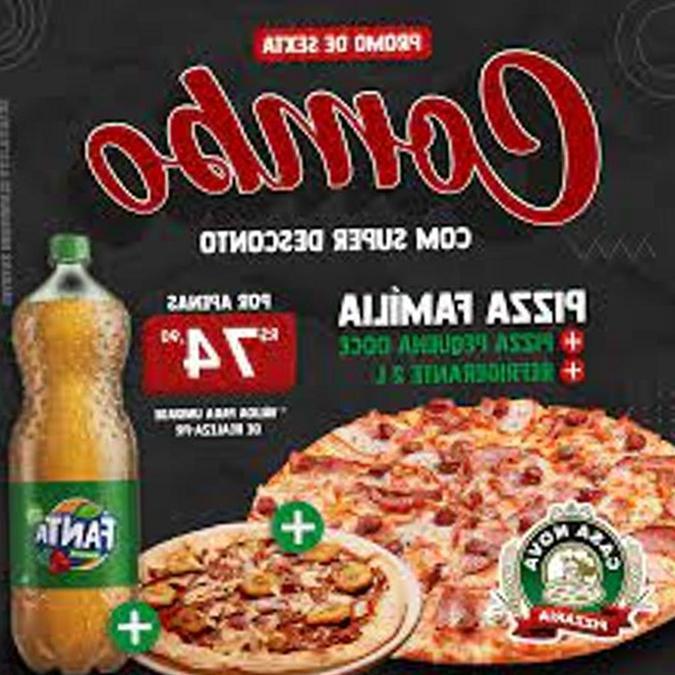 PROMO DE SEXTA
Combo
COM SUPER DESCONTO
PIZZA FAMÍLIA
+ PIZZA PEQUENA DOCE
+ REFRIGERANTE 2 L
POR APENAS
R$ 74,90
* VÁLIDA PARA UNIDADE
DE REALEZA-PR
FANTA
CASA NOVA
PIZZARIA